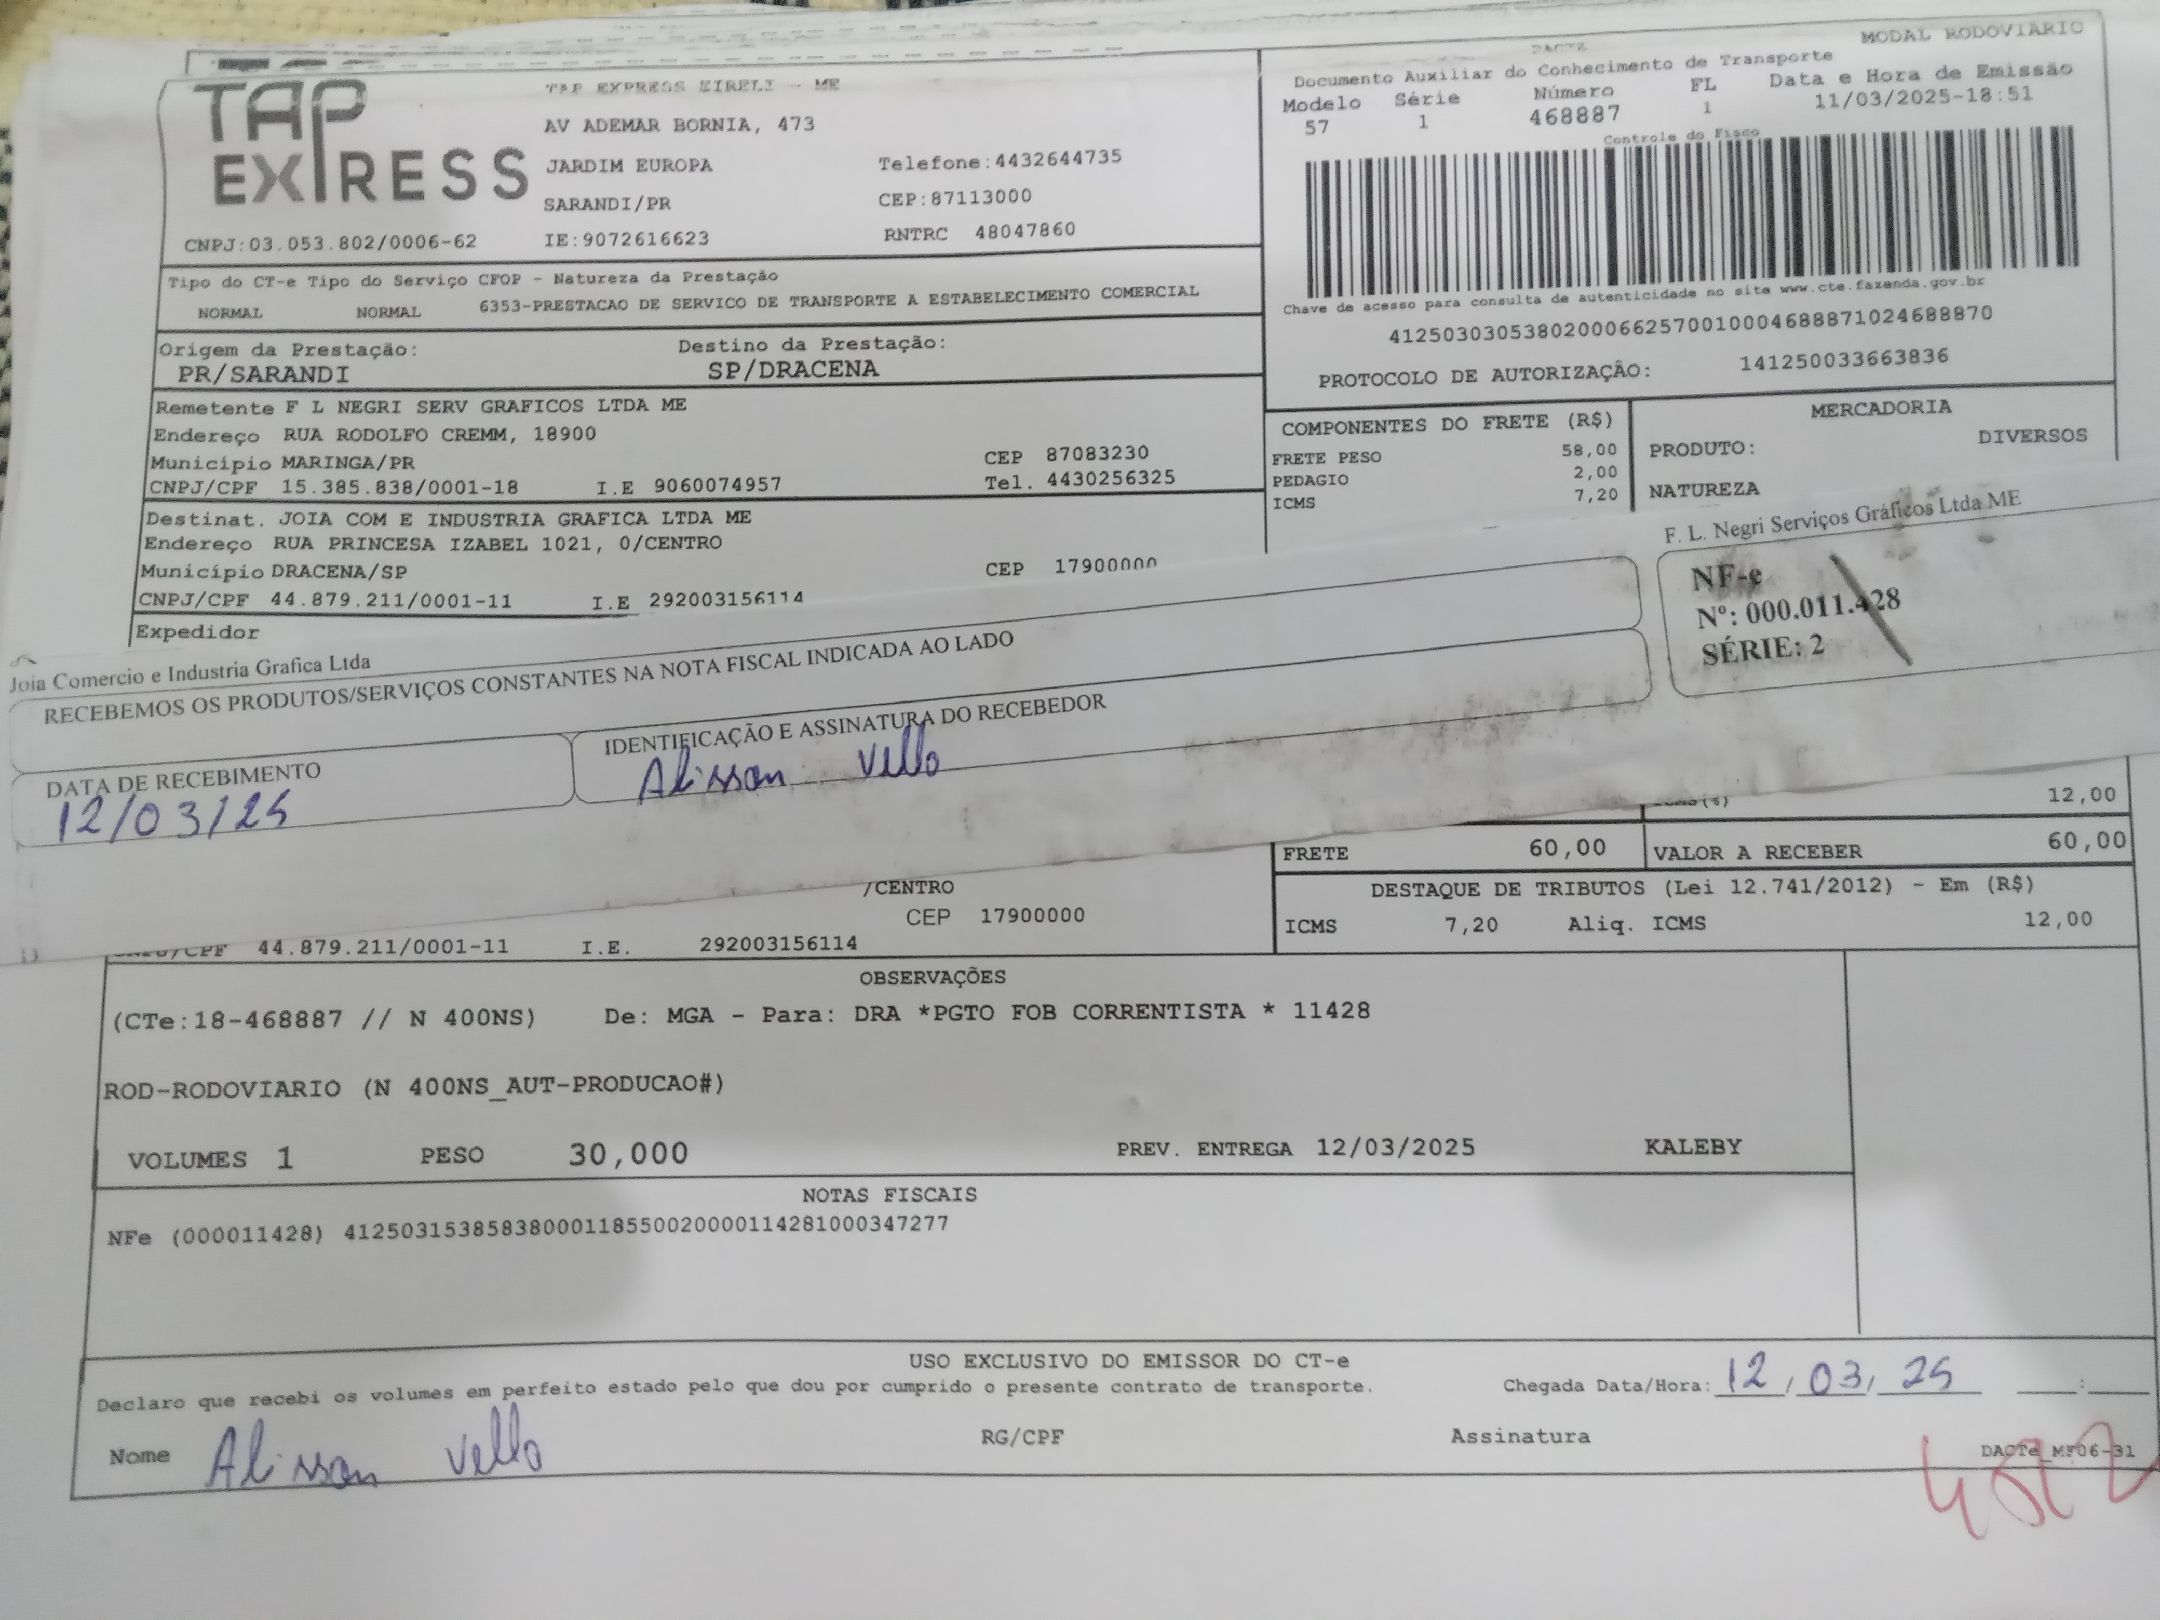 TAP EXPRESS
TAP EXPRESS EIRELI - ME
AV ADEMAR BORNIA, 473
JARDIM EUROPA Telefone:4432644735
SARANDI/PR CEP:87113000
CNPJ:03.053.802/0006-62 IE:9072616623 RNTRC 48047860
DACTE MODAL RODOVIARIO
Documento Auxiliar do Conhecimento de Transporte
Modelo Série Número FL Data e Hora de Emissão
57 1 468887 1 11/03/2025-18:51
Controle do Fisco
Chave de acesso para consulta de autenticidade no site www.cte.fazenda.gov.br
41250303053802000662570010004688871024688870
PROTOCOLO DE AUTORIZAÇÃO: 141250033663836
Tipo do CT-e Tipo do Serviço CFOP - Natureza da Prestação
NORMAL NORMAL 6353-PRESTACAO DE SERVICO DE TRANSPORTE A ESTABELECIMENTO COMERCIAL
Origem da Prestação: Destino da Prestação:
PR/SARANDI SP/DRACENA
Remetente F L NEGRI SERV GRAFICOS LTDA ME
Endereço RUA RODOLFO CREMM, 18900
Município MARINGA/PR CEP 87083230
CNPJ/CPF 15.385.838/0001-18 I.E 9060074957 Tel. 4430256325
Destinat. JOIA COM E INDUSTRIA GRAFICA LTDA ME
Endereço RUA PRINCESA IZABEL 1021, 0/CENTRO
Município DRACENA/SP CEP 17900000
CNPJ/CPF 44.879.211/0001-11 I.E 292003156114
Expedidor
COMPONENTES DO FRETE (R$)
FRETE PESO 58,00
PEDAGIO 2,00
ICMS 7,20
MERCADORIA
PRODUTO: DIVERSOS
NATUREZA
F. L. Negri Serviços Gráficos Ltda ME
NF-e
Nº: 000.011.428
SÉRIE: 2
Joia Comercio e Industria Grafica Ltda
RECEBEMOS OS PRODUTOS/SERVIÇOS CONSTANTES NA NOTA FISCAL INDICADA AO LADO
DATA DE RECEBIMENTO IDENTIFICAÇÃO E ASSINATURA DO RECEBEDOR
12/03/25 Alisson Vello
12,00
FRETE 60,00 VALOR A RECEBER 60,00
DESTAQUE DE TRIBUTOS (Lei 12.741/2012) - Em (R$)
ICMS 7,20 Aliq. ICMS 12,00
/CENTRO
CEP 17900000
CNPJ/CPF 44.879.211/0001-11 I.E. 292003156114
OBSERVAÇÕES
(CTe:18-468887 // N 400NS) De: MGA - Para: DRA *PGTO FOB CORRENTISTA * 11428
ROD-RODOVIARIO (N 400NS_AUT-PRODUCAO#)
VOLUMES 1 PESO 30,000 PREV. ENTREGA 12/03/2025 KALEBY
NOTAS FISCAIS
NFe (000011428) 41250315385838000118550020000114281000347277
USO EXCLUSIVO DO EMISSOR DO CT-e
Declaro que recebi os volumes em perfeito estado pelo que dou por cumprido o presente contrato de transporte. Chegada Data/Hora: 12/03/25 :
Nome Alisson Vello RG/CPF Assinatura
DACTe_MF06-31